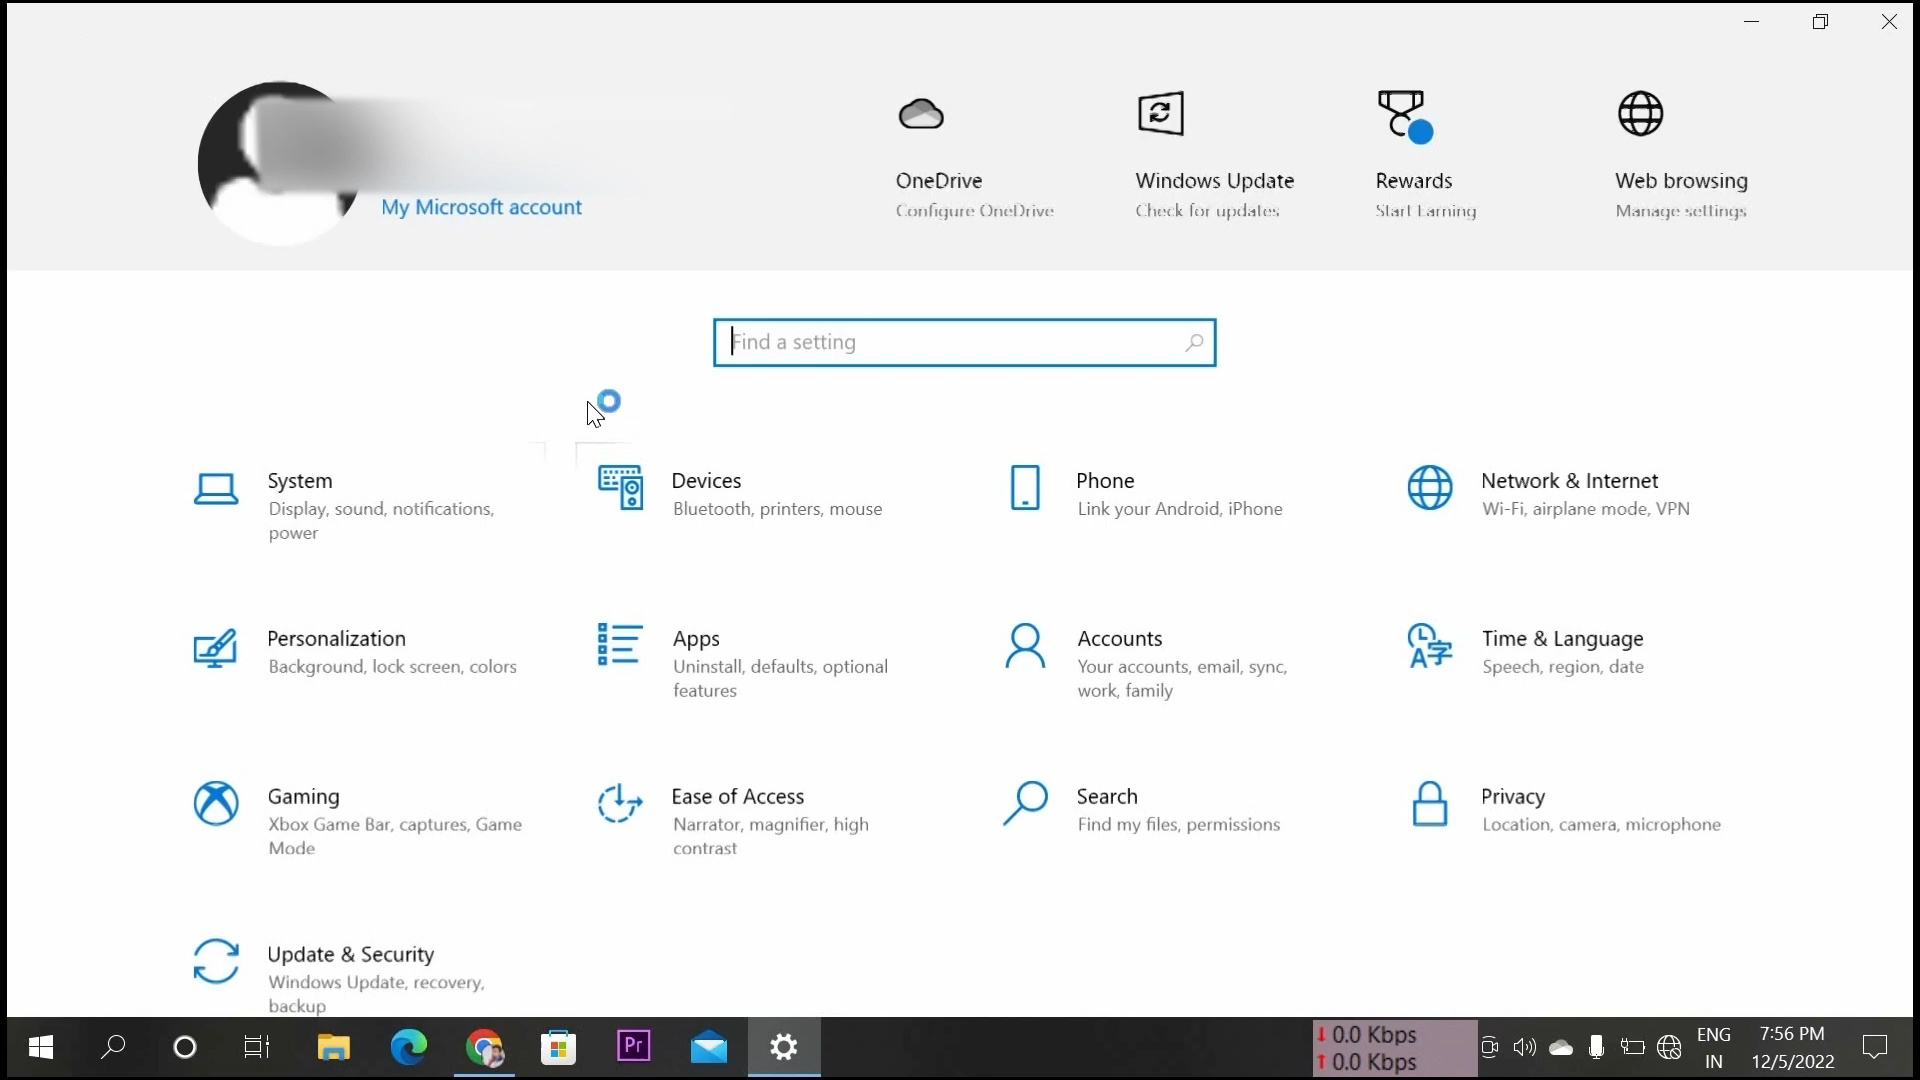 My Microsoft account
OneDrive
Configure OneDrive
Windows Update
Check for updates
Rewards
Start Earning
Web browsing
Manage settings
Find a setting
System
Display, sound, notifications,
power
Devices
Bluetooth, printers, mouse
Phone
Link your Android, iPhone
Network & Internet
Wi-Fi, airplane mode, VPN
Personalization
Background, lock screen, colors
Apps
Uninstall, defaults, optional
features
Accounts
Your accounts, email, sync,
work, family
Time & Language
Speech, region, date
Gaming
Xbox Game Bar, captures, Game
Mode
Ease of Access
Narrator, magnifier, high
contrast
Search
Find my files, permissions
Privacy
Location, camera, microphone
Update & Security
Windows Update, recovery,
backup
Pr
0.0 Kbps
0.0 Kbps
ENG
IN
7:56 PM
12/5/2022